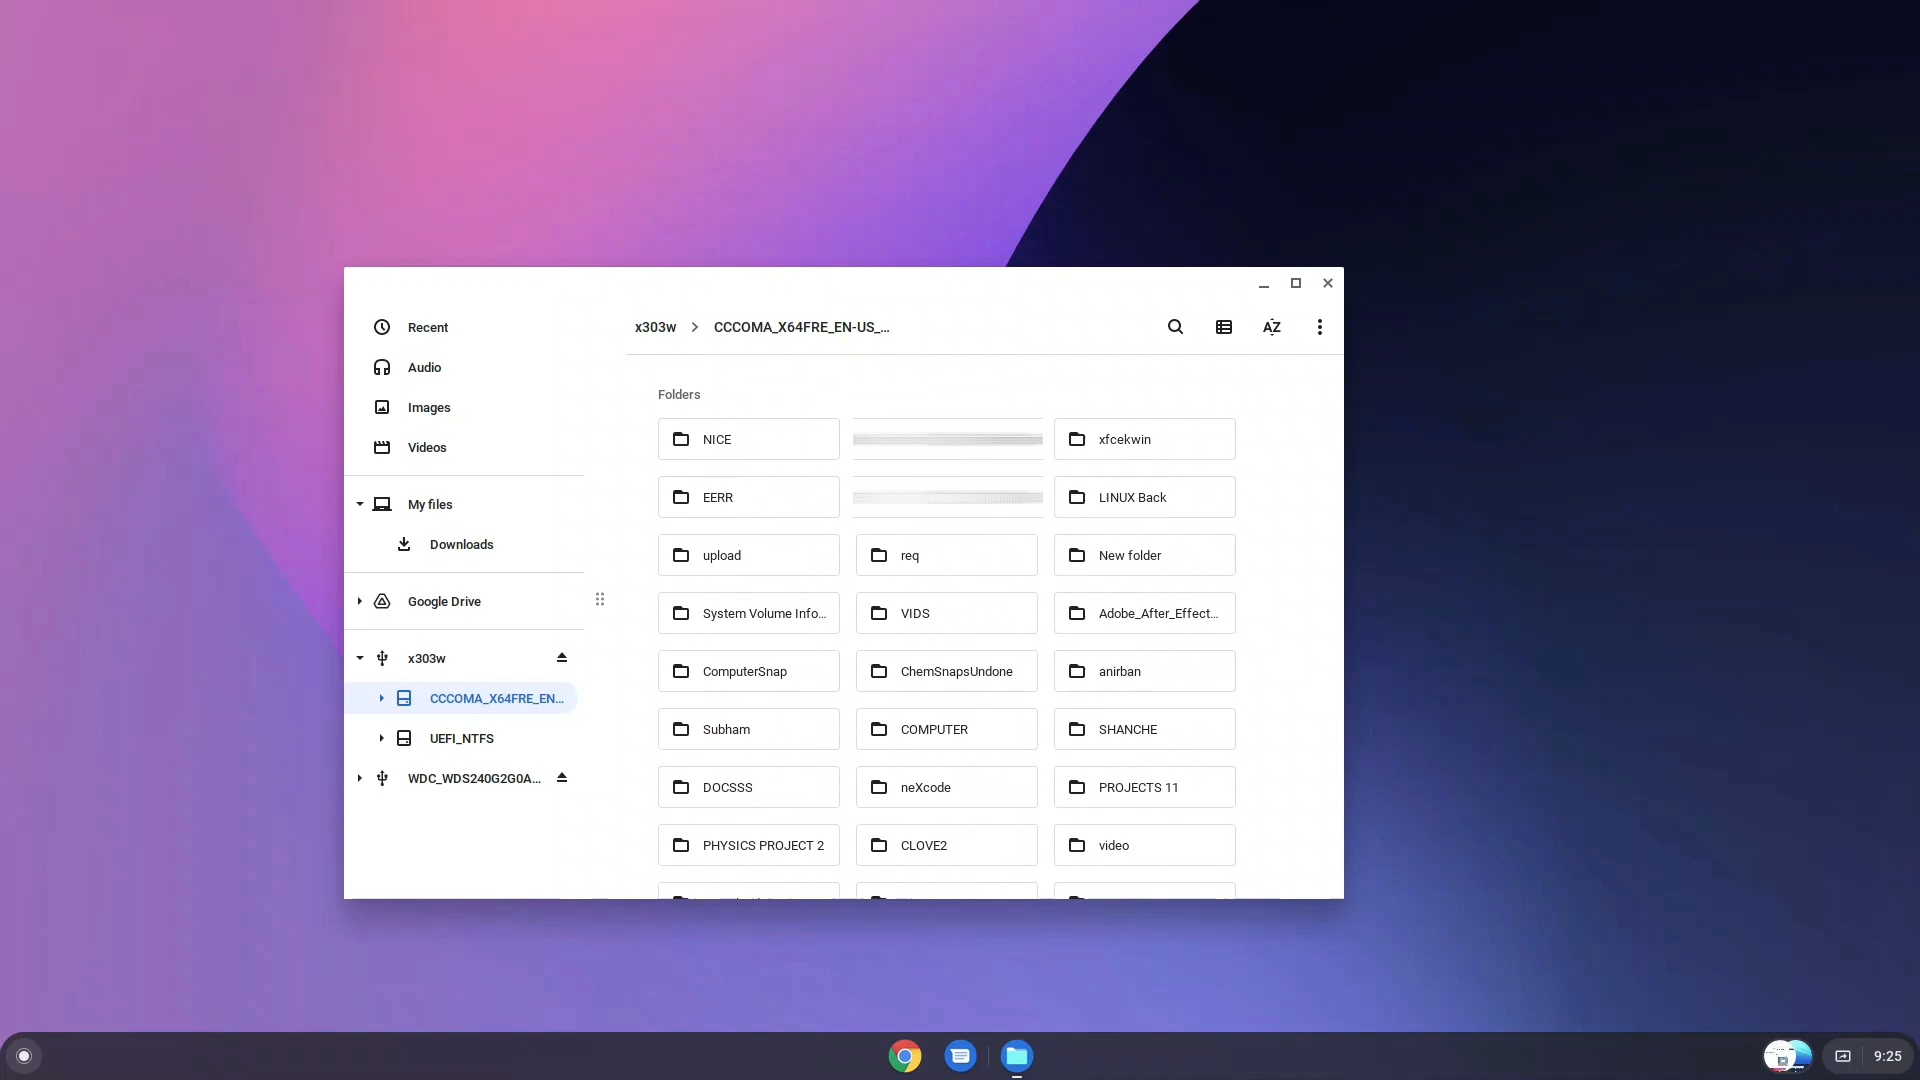 Recent
Audio
Images
Videos
My files
Downloads
Google Drive
x303w
CCCOMA_X64FRE_EN...
UEFI_NTFS
WDC_WDS240G2G0A...
x303w > CCCOMA_X64FRE_EN-US_...
AZ
Folders
NICE
xfcekwin
EERR
LINUX Back
upload
req
New folder
System Volume Info...
VIDS
Adobe_After_Effect...
ComputerSnap
ChemSnapsUndone
anirban
Subham
COMPUTER
SHANCHE
DOCSSS
neXcode
PROJECTS 11
PHYSICS PROJECT 2
CLOVE2
video
9:25